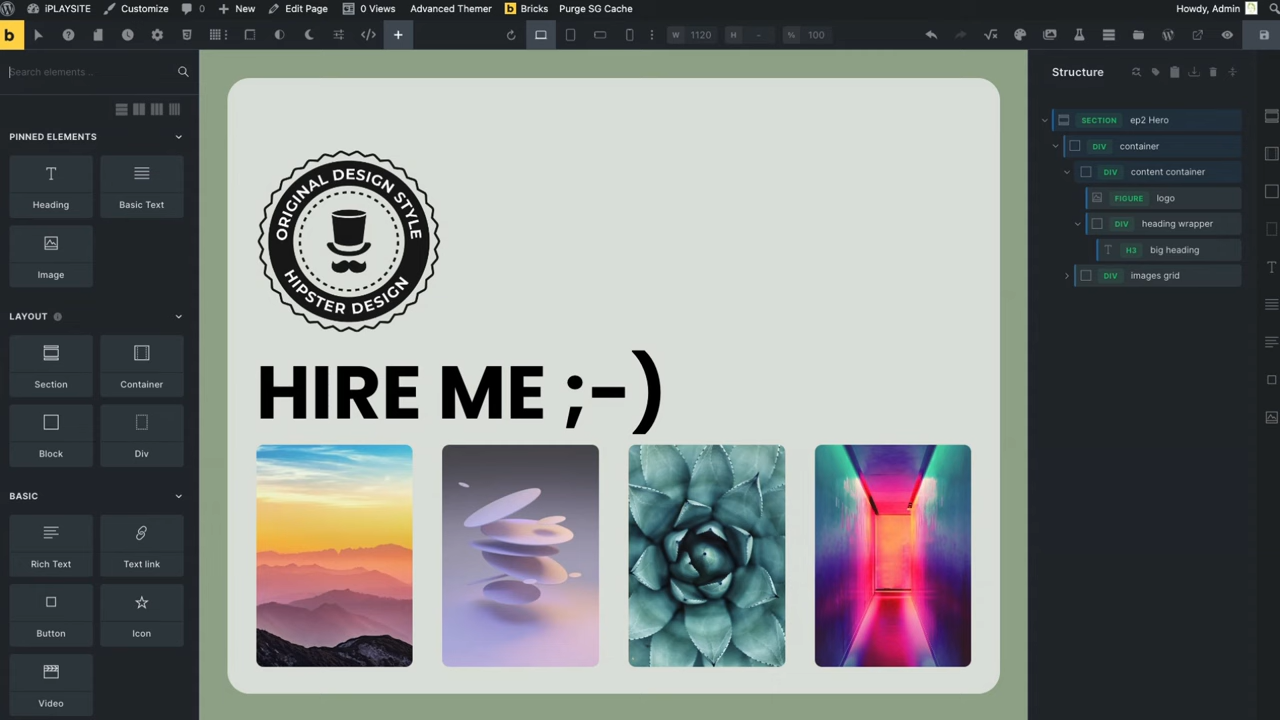 iPLAYSITE
Customize
0
New
Edit Page
0 Views
Advanced Themer
b Bricks
Purge SG Cache
Howdy, Admin
b
W 1120
H -
% 100
Search elements ..
PINNED ELEMENTS
Heading
Basic Text
Image
LAYOUT
Section
Container
Block
Div
BASIC
Rich Text
Text link
Button
Icon
Video
ORIGINAL DESIGN STYLE
HIPSTER DESIGN
HIRE ME ;-)
Structure
SECTION ep2 Hero
DIV container
DIV content container
FIGURE logo
DIV heading wrapper
H3 big heading
DIV images grid